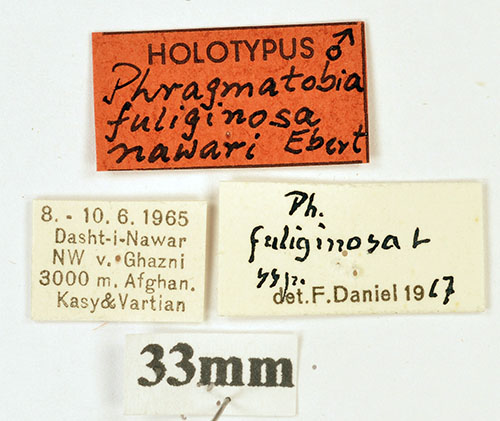 HOLOTYPUS ♂
Phragmatobia
fuliginosa
nawari Ebert
8. - 10. 6. 1965
Dasht-i-Nawar
NW v. Ghazni
3000 m. Afghan.
Kasy & Vartian
Ph.
fuliginosa L
ssp.
det. F. Daniel 1967
33mm